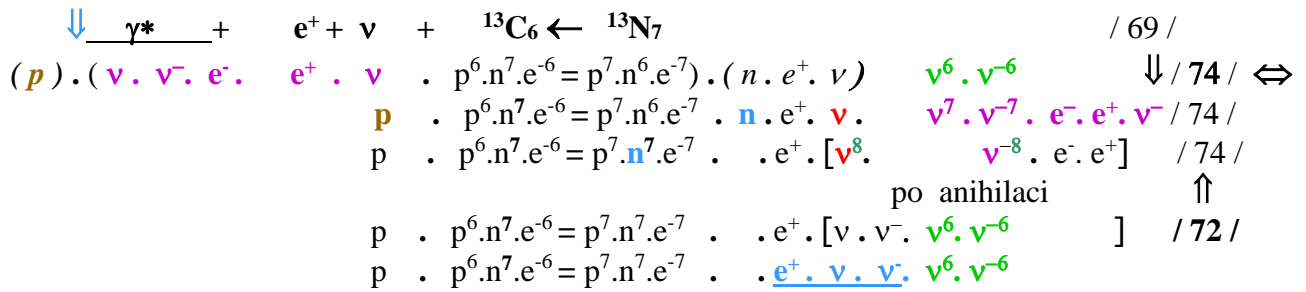 ⇓ γ* + e⁺ + ν + ¹³C₆ ← ¹³N₇ / 69 /
(p).(ν . ν⁻. e⁻. e⁺ . ν . p⁶.n⁷.e⁻⁶ = p⁷.n⁶.e⁻⁷).(n . e⁺. ν) ν⁶ . ν⁻⁶ ⇓ / 74 / ⇔
p . p⁶.n⁷.e⁻⁶ = p⁷.n⁶.e⁻⁷ . n . e⁺. ν . ν⁷ . ν⁻⁷ . e⁻. e⁺. ν⁻ / 74 /
p . p⁶.n⁷.e⁻⁶ = p⁷.n⁷.e⁻⁷ . . e⁺. [ν⁸. ν⁻⁸ . e⁻. e⁺] / 74 /
po anihilaci ⇑
p . p⁶.n⁷.e⁻⁶ = p⁷.n⁷.e⁻⁷ . . e⁺. [ν . ν⁻. ν⁶. ν⁻⁶ ] / 72 /
p . p⁶.n⁷.e⁻⁶ = p⁷.n⁷.e⁻⁷ . . e⁺. ν . ν⁻. ν⁶. ν⁻⁶